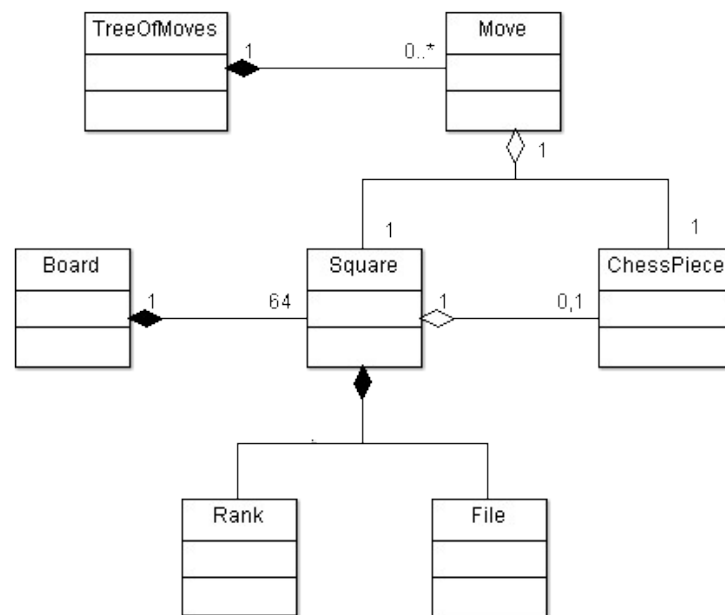 TreeOfMoves
Move
1
0..*
1
1
1
Board
Square
ChessPiece
1
64
1
0,1
Rank
File